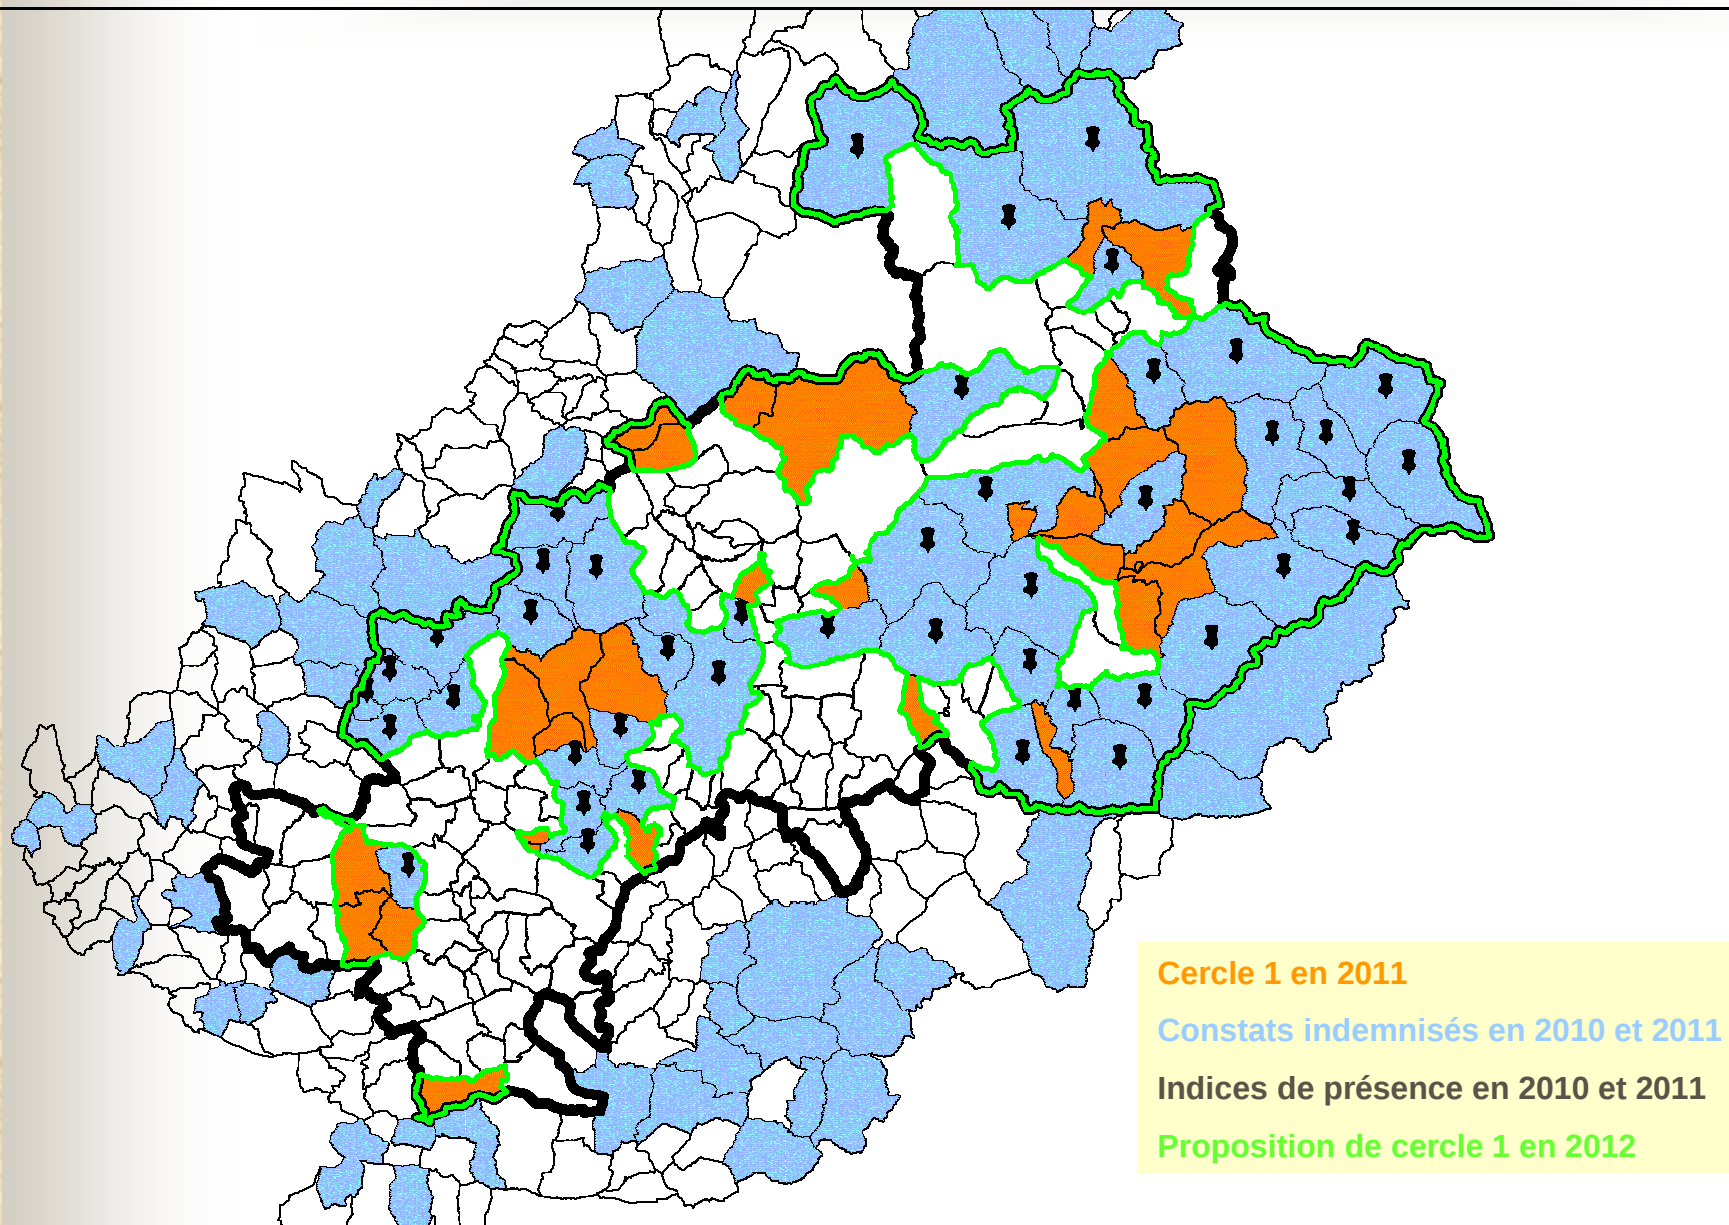 Cercle 1 en 2011
Constats indemnisés en 2010 et 2011
Indices de présence en 2010 et 2011
Proposition de cercle 1 en 2012